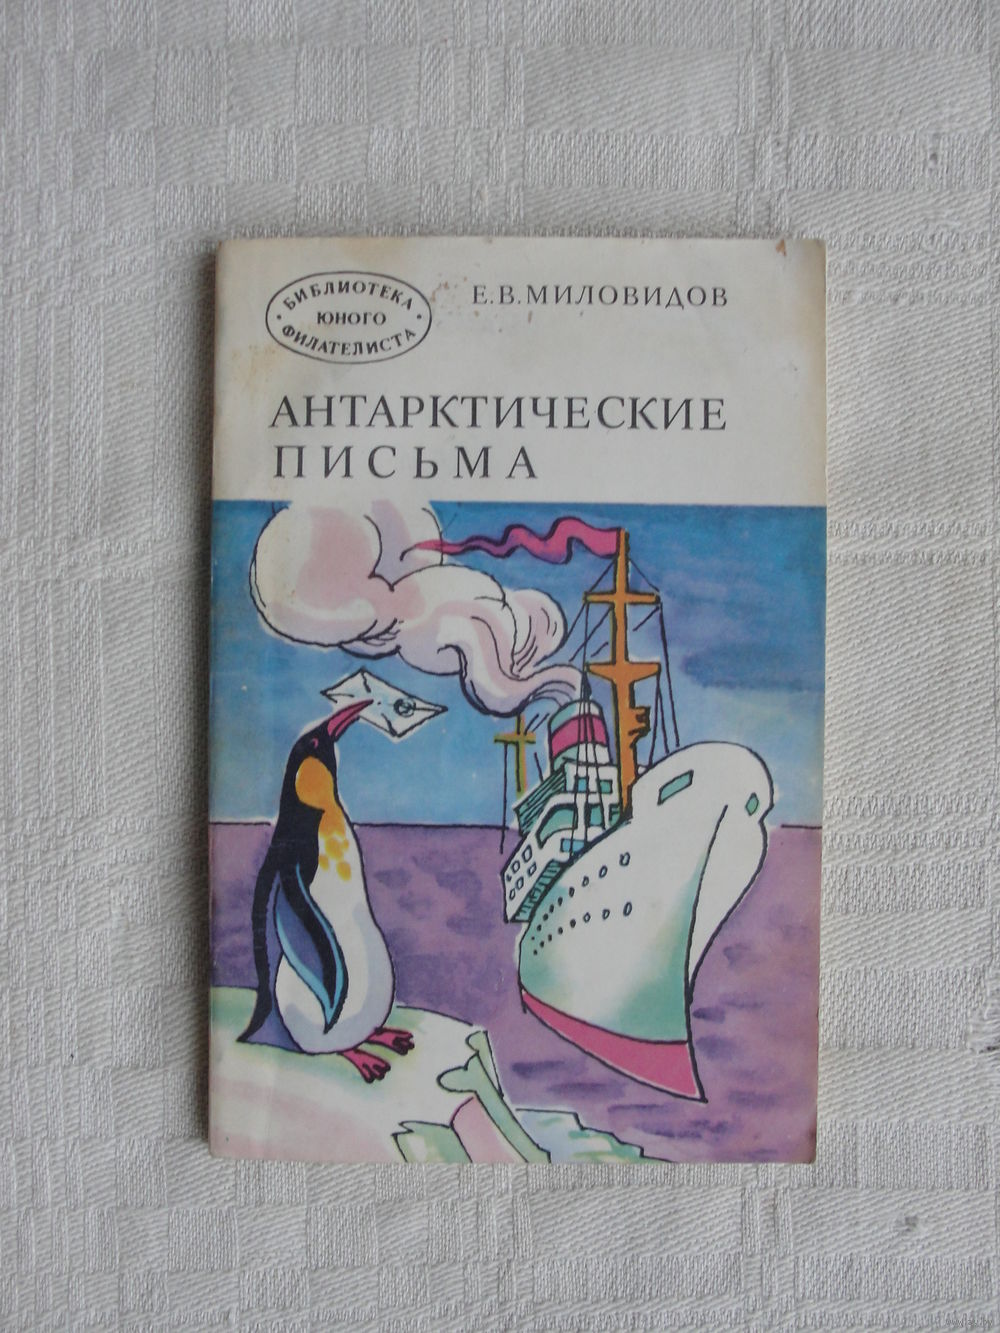 БИБЛИОТЕКА
ЮНОГО
ФИЛАТЕЛИСТА
Е. В. МИЛОВИДОВ
АНТАРКТИЧЕСКИЕ
ПИСЬМА